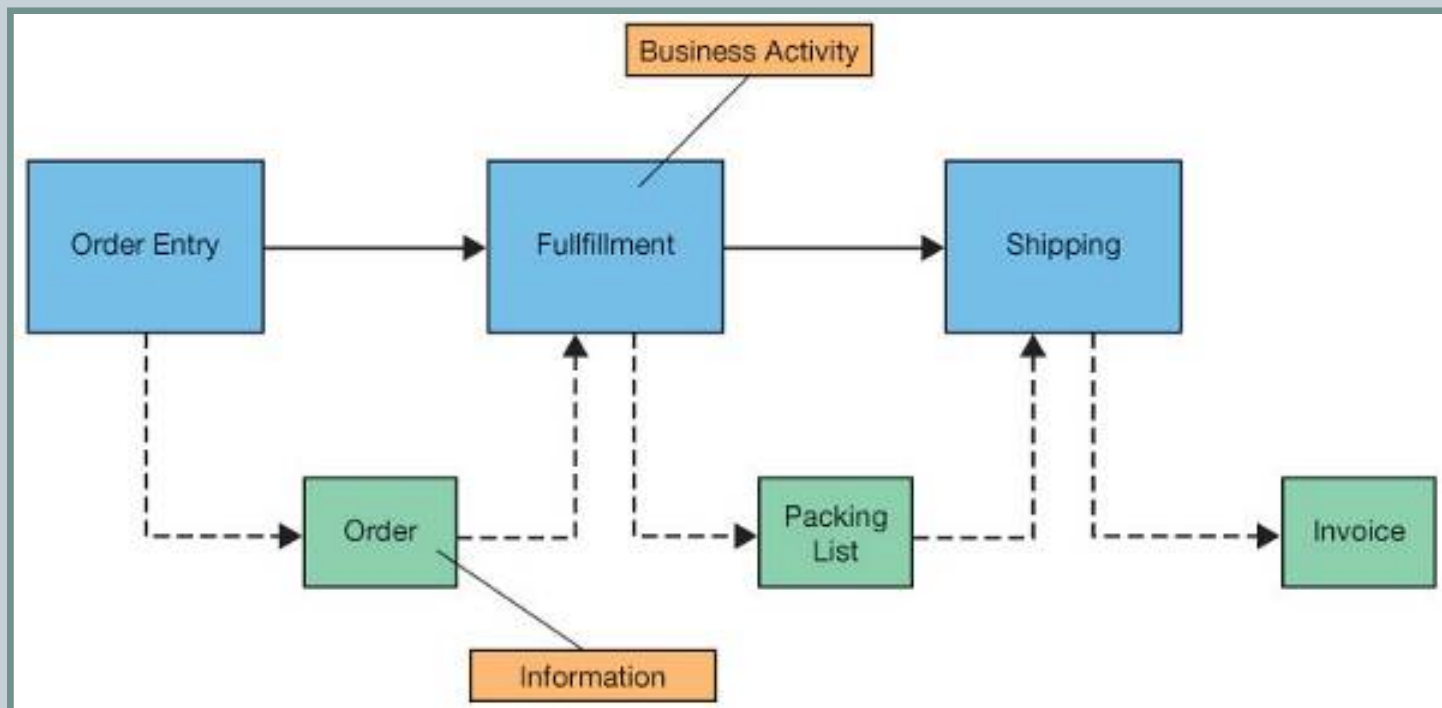 Business Activity
Order Entry
Fullfillment
Shipping
Order
Packing
List
Invoice
Information